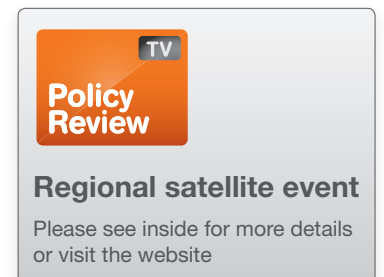 TV
Policy
Review
Regional satellite event
Please see inside for more details
or visit the website